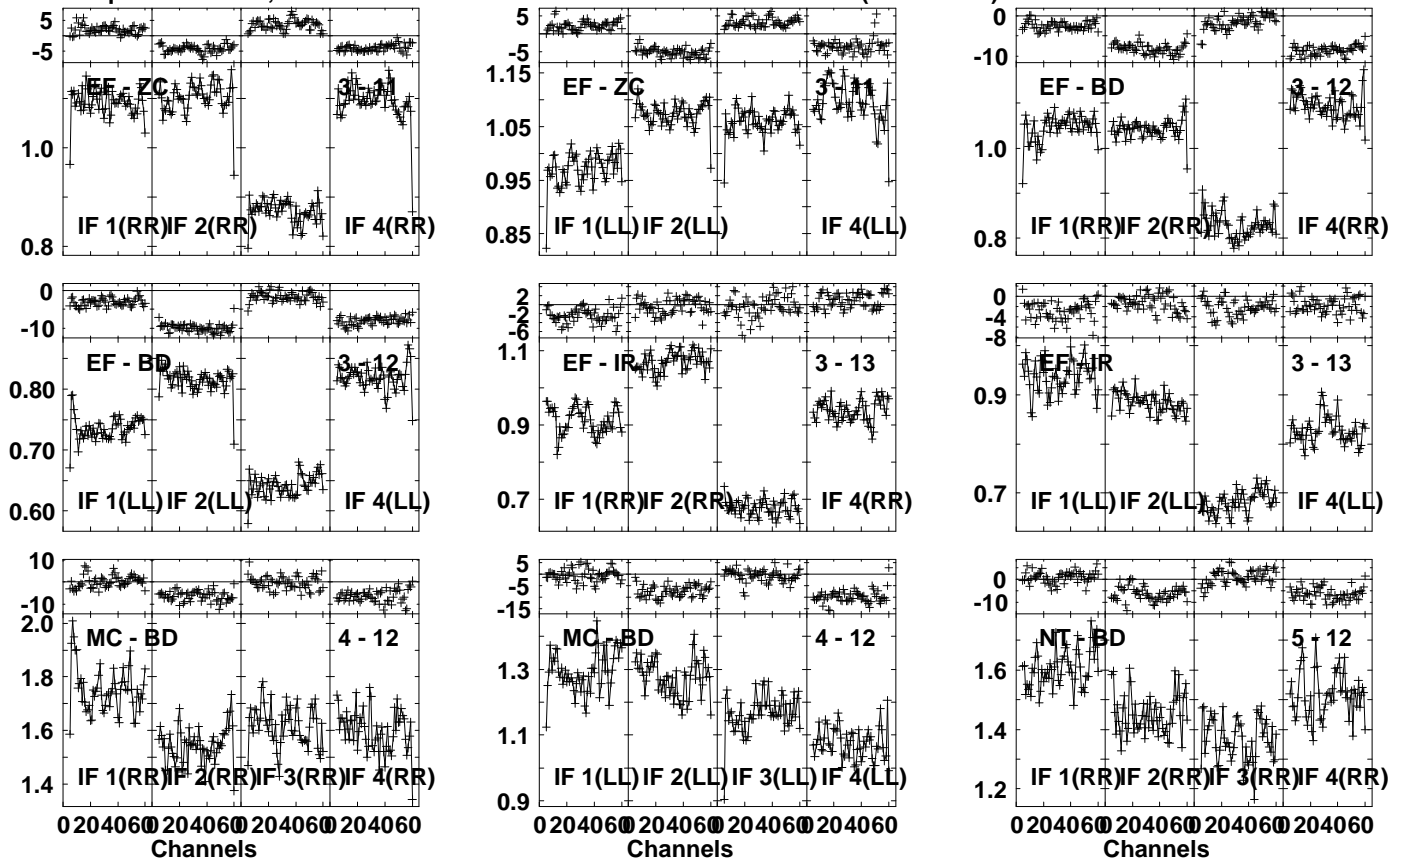 5 5 0
-5 -5 -10
EF - ZC 3 - 11 1.15 EF - ZC 3 - 11 EF - BD 3 - 12
1.0 1.05 1.0
0.95
IF 1(RR) IF 2(RR) IF 4(RR) IF 1(LL) IF 2(LL) IF 4(LL) IF 1(RR) IF 2(RR) IF 4(RR)
0.8 0.85 0.8
0 2 0
-10 -2 -4
-6 -8
EF - BD 3 - 12 1.1 EF - IR 3 - 13 EF - IR 3 - 13
0.80 0.9 0.9
0.70
IF 1(LL) IF 2(LL) IF 4(LL) 0.7 IF 1(RR) IF 2(RR) IF 4(RR) 0.7 IF 1(LL) IF 2(LL) IF 4(LL)
0.60
10 5 0
-10 -5 -10
-15
2.0 MC - BD 4 - 12 MC - BD 4 - 12 NT - BD 5 - 12
1.8 1.3 1.6
1.6 1.1 1.4
IF 1(RR) IF 2(RR) IF 3(RR) IF 4(RR) IF 1(LL) IF 2(LL) IF 3(LL) IF 4(LL) IF 1(RR) IF 2(RR) IF 3(RR) IF 4(RR)
1.4 0.9 1.2
0 204060 0 204060 0 204060 0 204060 0 204060 0 204060 0 204060 0 204060 0 204060 0 204060 0 204060 0 204060
Channels Channels Channels